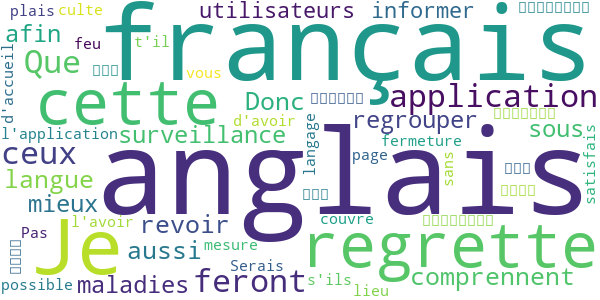 plais culte
français
utilisateurs informer
afin
t'il
feu
Que
vous
d'accueil
cette
Donc
application
d'avoir
regrouper
l'application
surveillance
langage
fermeture
sous
satisfais
ceux
anglais
page
sans
langue
mieux
l'avoir
revoir
couvre
Je
Pas
aussi
mesure
regrette
Serais
possible
maladies
feront
s'ils
comprennent
lieu